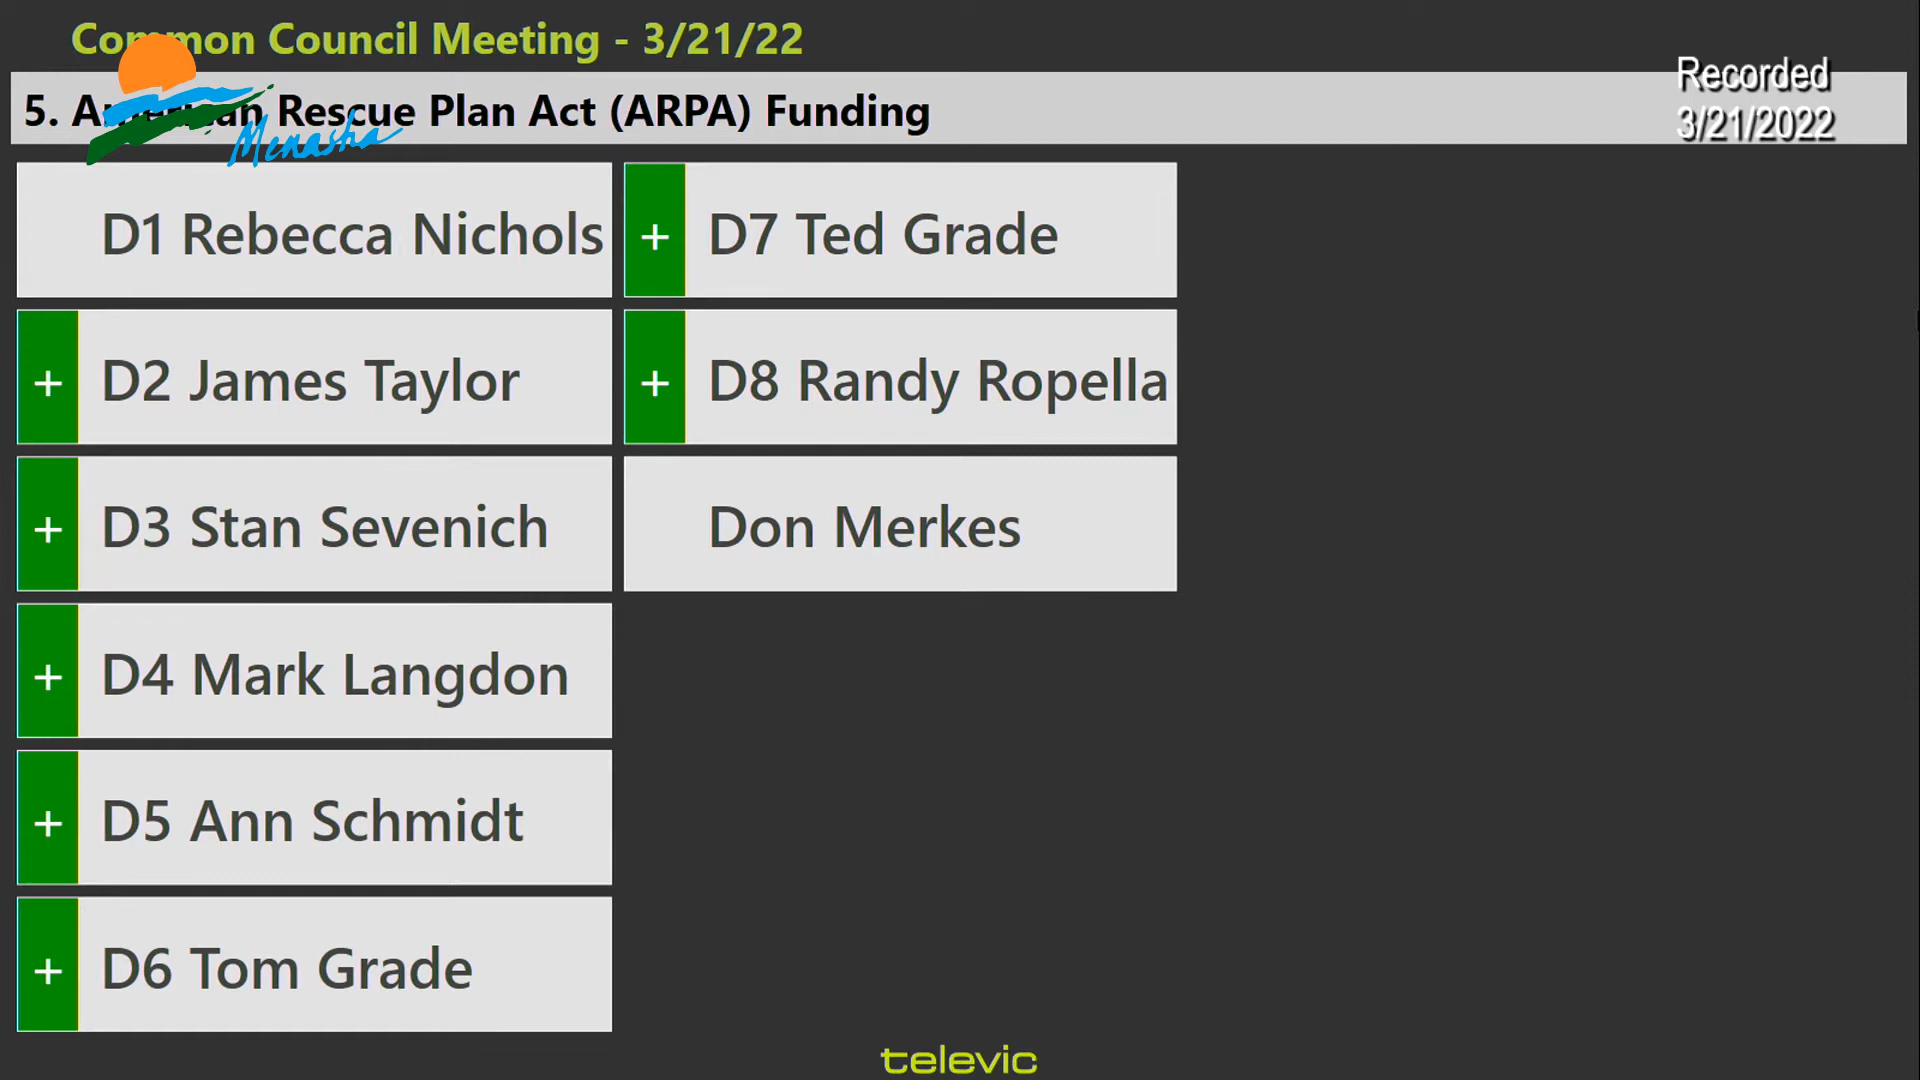 Common Council Meeting - 3/21/22
Recorded
3/21/2022
5. American Rescue Plan Act (ARPA) Funding
Menasha
D1 Rebecca Nichols
+ D2 James Taylor
+ D3 Stan Sevenich
+ D4 Mark Langdon
+ D5 Ann Schmidt
+ D6 Tom Grade
+ D7 Ted Grade
+ D8 Randy Ropella
Don Merkes
televic